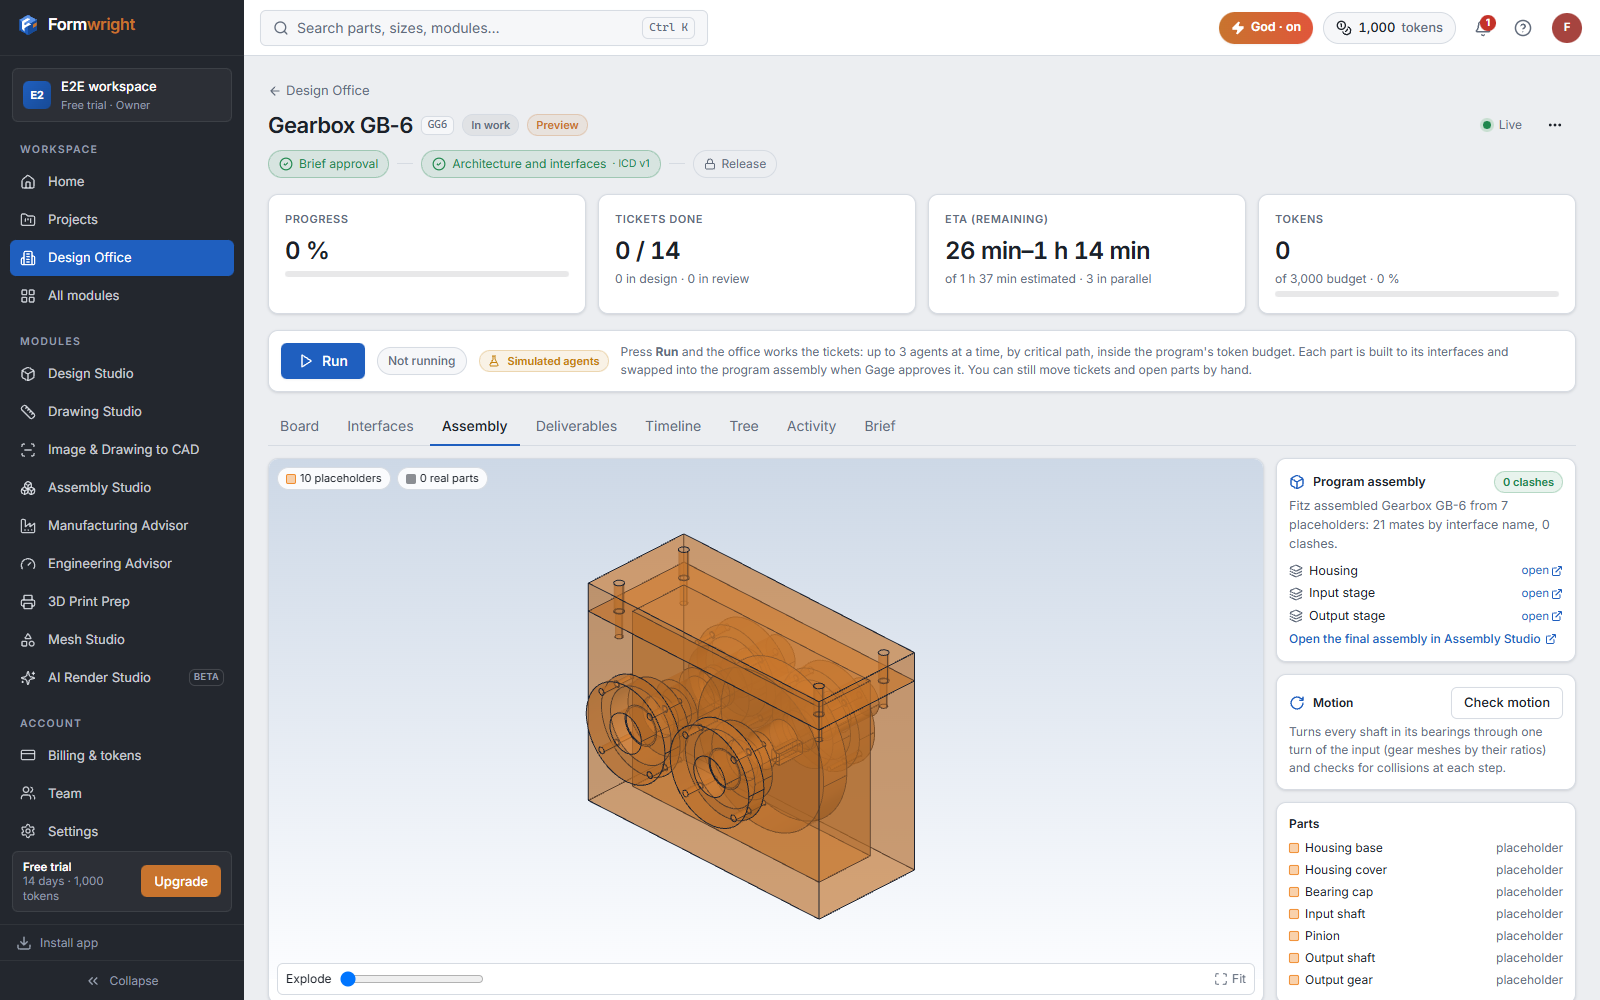 Formwright
Search parts, sizes, modules...
Ctrl K
God · on
1,000 tokens
1
F
E2
E2E workspace
Free trial · Owner
WORKSPACE
Home
Projects
Design Office
All modules
MODULES
Design Studio
Drawing Studio
Image & Drawing to CAD
Assembly Studio
Manufacturing Advisor
Engineering Advisor
3D Print Prep
Mesh Studio
AI Render Studio
BETA
ACCOUNT
Billing & tokens
Team
Settings
Free trial
14 days · 1,000
tokens
Upgrade
Install app
Collapse
Design Office
Gearbox GB-6
GG6
In work
Preview
Live
Brief approval
Architecture and interfaces · ICD v1
Release
PROGRESS
0 %
TICKETS DONE
0 / 14
0 in design · 0 in review
ETA (REMAINING)
26 min–1 h 14 min
of 1 h 37 min estimated · 3 in parallel
TOKENS
0
of 3,000 budget · 0 %
Run
Not running
Simulated agents
Press Run and the office works the tickets: up to 3 agents at a time, by critical path, inside the program's token budget. Each part is built to its interfaces and
swapped into the program assembly when Gage approves it. You can still move tickets and open parts by hand.
Board
Interfaces
Assembly
Deliverables
Timeline
Tree
Activity
Brief
10 placeholders
0 real parts
Explode
Fit
Program assembly
0 clashes
Fitz assembled Gearbox GB-6 from 7
placeholders: 21 mates by interface name, 0
clashes.
Housing
open
Input stage
open
Output stage
open
Open the final assembly in Assembly Studio
Motion
Check motion
Turns every shaft in its bearings through one
turn of the input (gear meshes by their ratios)
and checks for collisions at each step.
Parts
Housing base
placeholder
Housing cover
placeholder
Bearing cap
placeholder
Input shaft
placeholder
Pinion
placeholder
Output shaft
placeholder
Output gear
placeholder